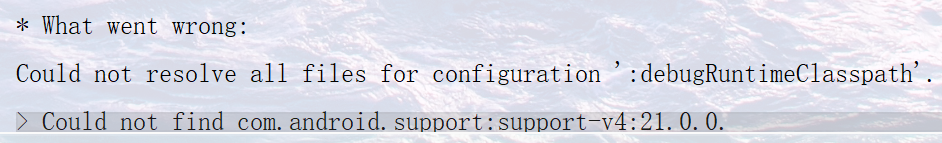 * What went wrong:
Could not resolve all files for configuration ':debugRuntimeClasspath'.
> Could not find com.android.support:support-v4:21.0.0.